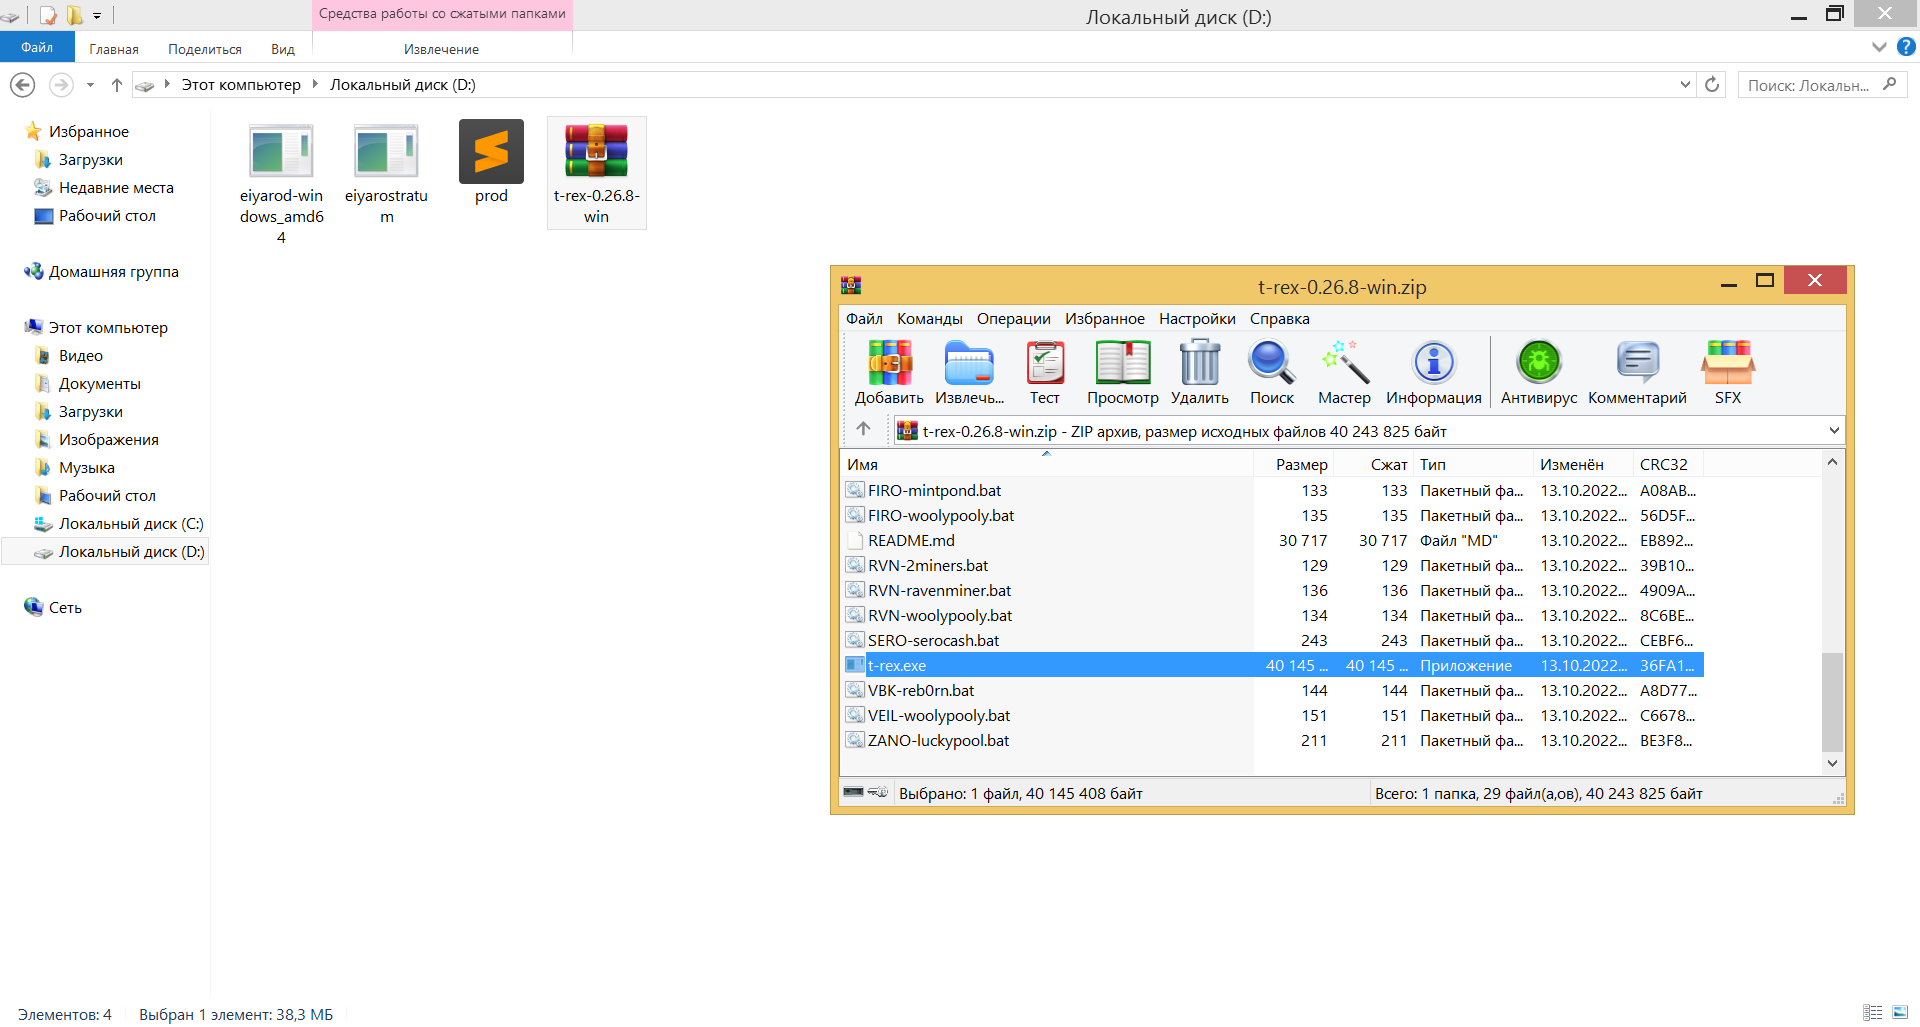 Средства работы со сжатыми папками
Локальный диск (D:)
Файл
Главная
Поделиться
Вид
Извлечение
Этот компьютер
Локальный диск (D:)
Поиск: Локальн...
Избранное
Загрузки
Недавние места
Рабочий стол
Домашняя группа
Этот компьютер
Видео
Документы
Загрузки
Изображения
Музыка
Рабочий стол
Локальный диск (C:)
Локальный диск (D:)
Сеть
eiyarod-win
dows_amd6
4
eiyarostratu
m
prod
t-rex-0.26.8-
win
t-rex-0.26.8-win.zip
Файл Команды Операции Избранное Настройки Справка
Добавить Извлечь... Тест Просмотр Удалить Поиск Мастер Информация Антивирус Комментарий SFX
t-rex-0.26.8-win.zip - ZIP архив, размер исходных файлов 40 243 825 байт
Имя Размер Сжат Тип Изменён CRC32
FIRO-mintpond.bat 133 133 Пакетный фа... 13.10.2022... A08AB...
FIRO-woolypooly.bat 135 135 Пакетный фа... 13.10.2022... 56D5F...
README.md 30 717 30 717 Файл "MD" 13.10.2022... EB892...
RVN-2miners.bat 129 129 Пакетный фа... 13.10.2022... 39B10...
RVN-ravenminer.bat 136 136 Пакетный фа... 13.10.2022... 4909A...
RVN-woolypooly.bat 134 134 Пакетный фа... 13.10.2022... 8C6BE...
SERO-serocash.bat 243 243 Пакетный фа... 13.10.2022... CEBF6...
t-rex.exe 40 145 ... 40 145 ... Приложение 13.10.2022... 36FA1...
VBK-reb0rn.bat 144 144 Пакетный фа... 13.10.2022... A8D77...
VEIL-woolypooly.bat 151 151 Пакетный фа... 13.10.2022... C6678...
ZANO-luckypool.bat 211 211 Пакетный фа... 13.10.2022... BE3F8...
Выбрано: 1 файл, 40 145 408 байт
Всего: 1 папка, 29 файл(а,ов), 40 243 825 байт
Элементов: 4
Выбран 1 элемент: 38,3 МБ